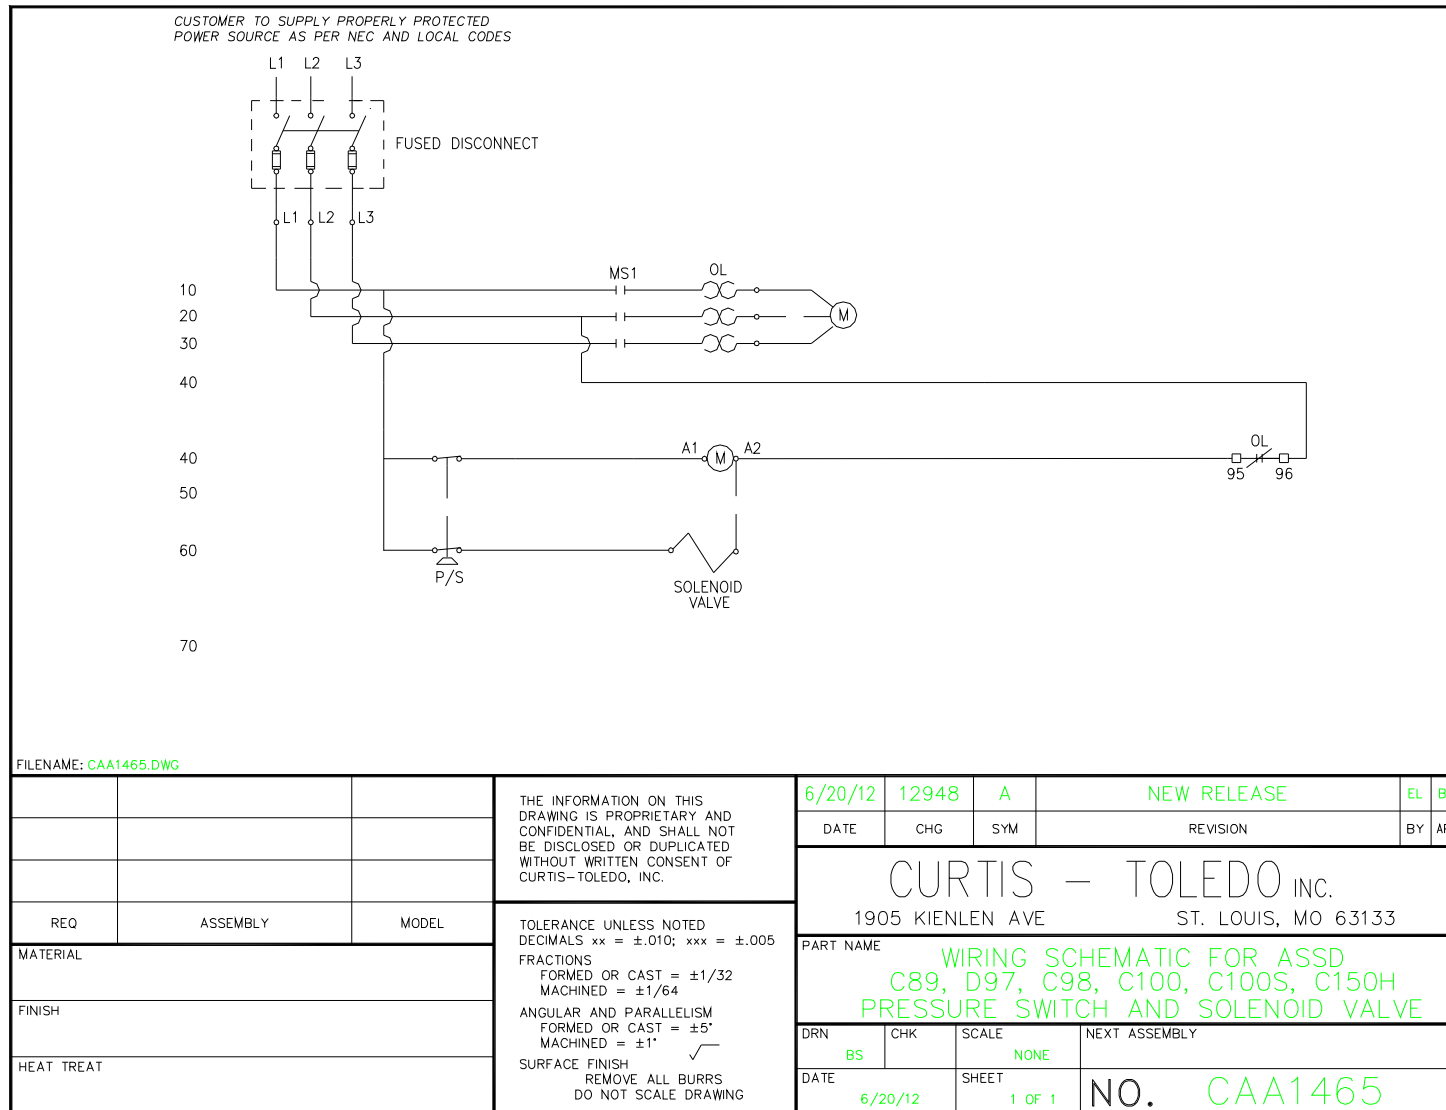 CUSTOMER TO SUPPLY PROPERLY PROTECTED
POWER SOURCE AS PER NEC AND LOCAL CODES
L1 L2 L3
FUSED DISCONNECT
L1 L2 L3
MS1 OL
10
20 M
30
40
40 A1 M A2 OL
95 96
50
60
P/S
SOLENOID
VALVE
70
FILENAME: CAA1465.DWG
REQ ASSEMBLY MODEL
MATERIAL
FINISH
HEAT TREAT
THE INFORMATION ON THIS
DRAWING IS PROPRIETARY AND
CONFIDENTIAL, AND SHALL NOT
BE DISCLOSED OR DUPLICATED
WITHOUT WRITTEN CONSENT OF
CURTIS-TOLEDO, INC.
TOLERANCE UNLESS NOTED
DECIMALS xx = ±.010; xxx = ±.005
FRACTIONS
FORMED OR CAST = ±1/32
MACHINED = ±1/64
ANGULAR AND PARALLELISM
FORMED OR CAST = ±5°
MACHINED = ±1°
SURFACE FINISH
REMOVE ALL BURRS
DO NOT SCALE DRAWING
6/20/12 12948 A NEW RELEASE EL
DATE CHG SYM REVISION BY
CURTIS - TOLEDO INC.
1905 KIENLEN AVE ST. LOUIS, MO 63133
PART NAME
WIRING SCHEMATIC FOR ASSD
C89, D97, C98, C100, C100S, C150H
PRESSURE SWITCH AND SOLENOID VALVE
DRN CHK SCALE NEXT ASSEMBLY
BS NONE
DATE SHEET
6/20/12 1 OF 1
NO. CAA1465